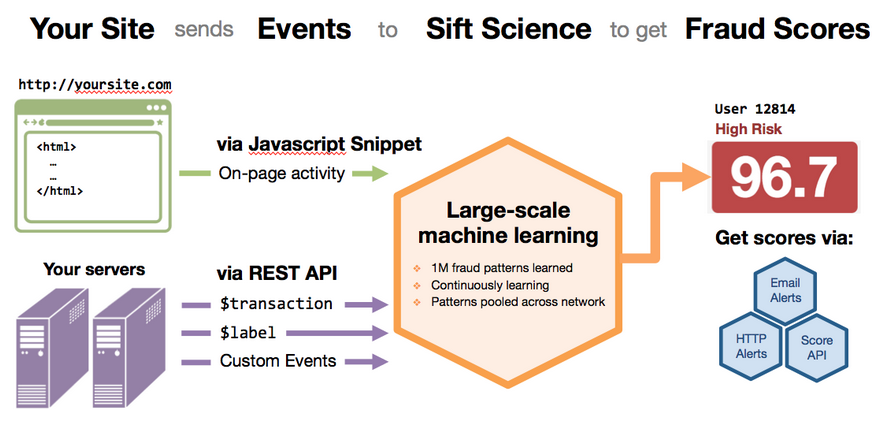 Your Site sends Events to Sift Science to get Fraud Scores
http://yoursite.com
<html>
…
…
</html>
via Javascript Snippet
On-page activity
Your servers
via REST API
$transaction
$label
Custom Events
Large-scale
machine learning
❖ 1M fraud patterns learned
❖ Continuously learning
❖ Patterns pooled across network
User 12814
High Risk
96.7
Get scores via:
Email
Alerts
HTTP
Alerts
Score
API